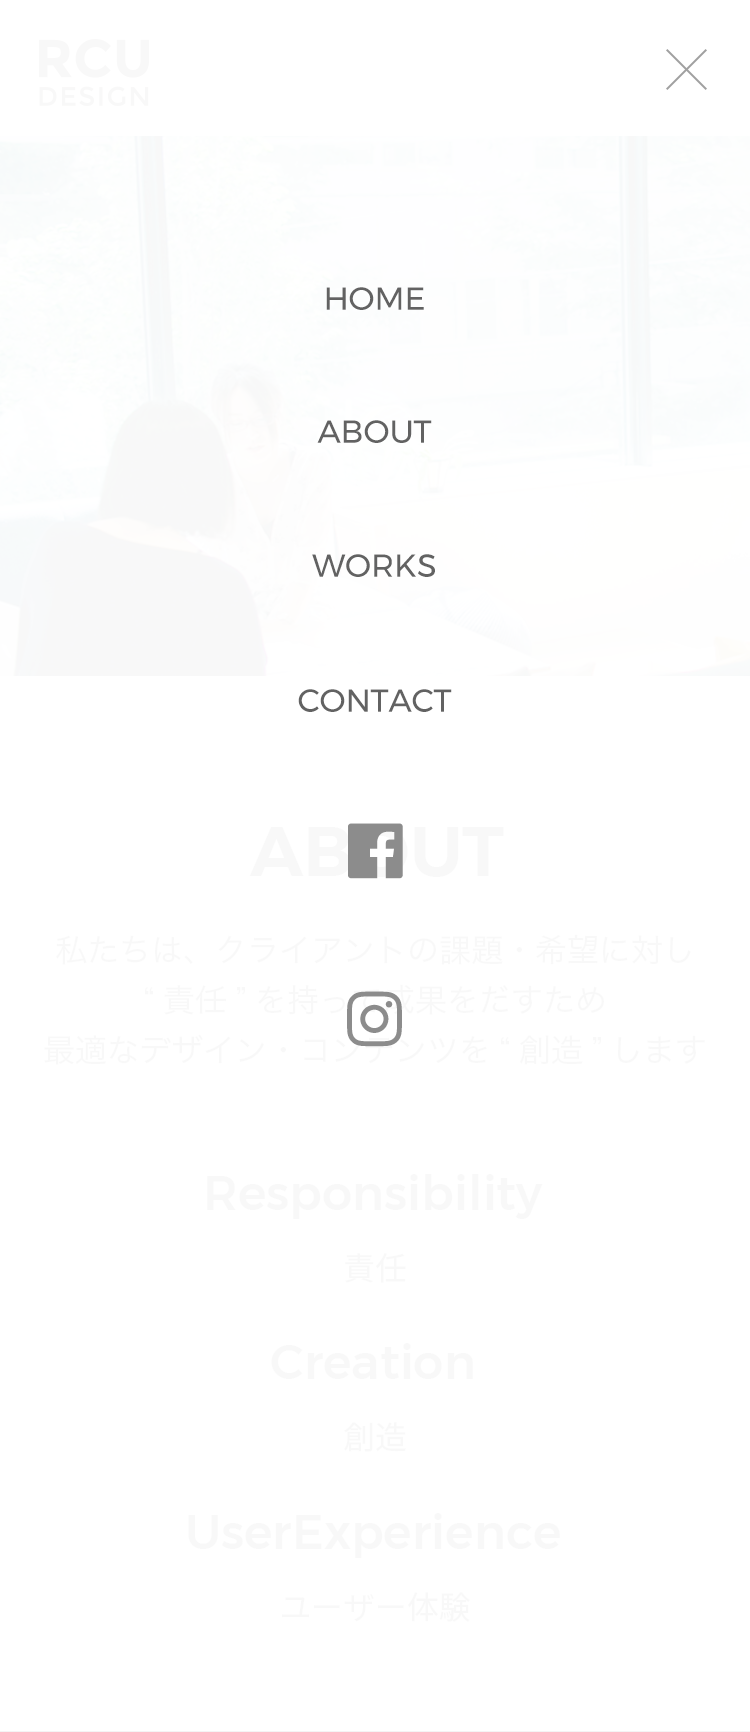 RCU
DESIGN
HOME
ABOUT
WORKS
CONTACT
ABOUT
私たちは、クライアントの課題・希望に対し
“ 責任 ” を持って成果をだすため
最適なデザイン・コンテンツを “ 創造 ” します
Responsibility
責任
Creation
創造
UserExperience
ユーザー体験